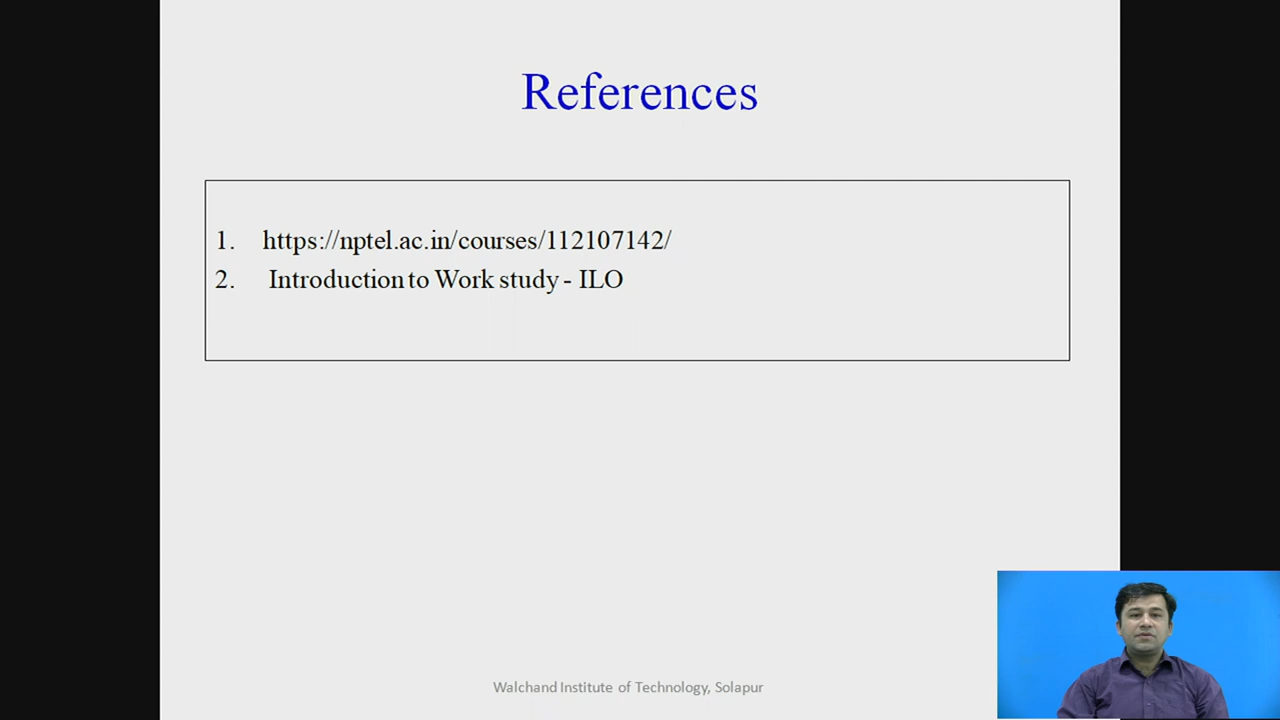 References
1. https://nptel.ac.in/courses/112107142/
2. Introduction to Work study - ILO
Walchand Institute of Technology, Solapur